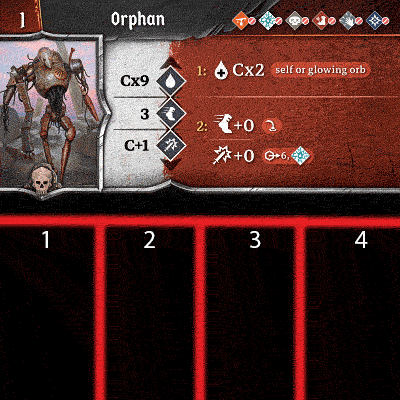 1 Orphan
Cx9
3
C+1
1: Cx2 self or glowing orb
2: +0
+0 6,
1 2 3 4